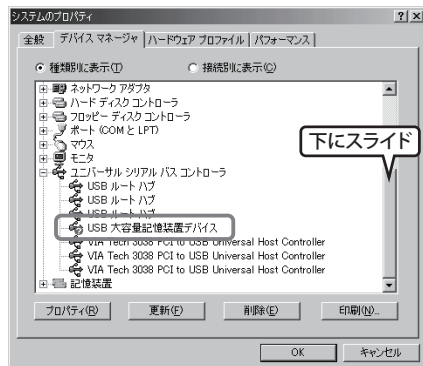 システムのプロパティ
全般 デバイス マネージャ ハードウェア プロファイル パフォーマンス
種類別に表示(T) 接続別に表示(C)
ネットワーク アダプタ
ハード ディスク コントローラ
フロッピー ディスク コントローラ
ポート (COM と LPT)
マウス
モニタ
ユニバーサル シリアル バス コントローラ
USB ルート ハブ
USB ルート ハブ
USB ルート ハブ
USB 大容量記憶装置デバイス
VIA Tech 3038 PCI to USB Universal Host Controller
VIA Tech 3038 PCI to USB Universal Host Controller
VIA Tech 3038 PCI to USB Universal Host Controller
記憶装置
下にスライド
プロパティ(R) 更新(F) 削除(E) 印刷(N)...
OK キャンセル